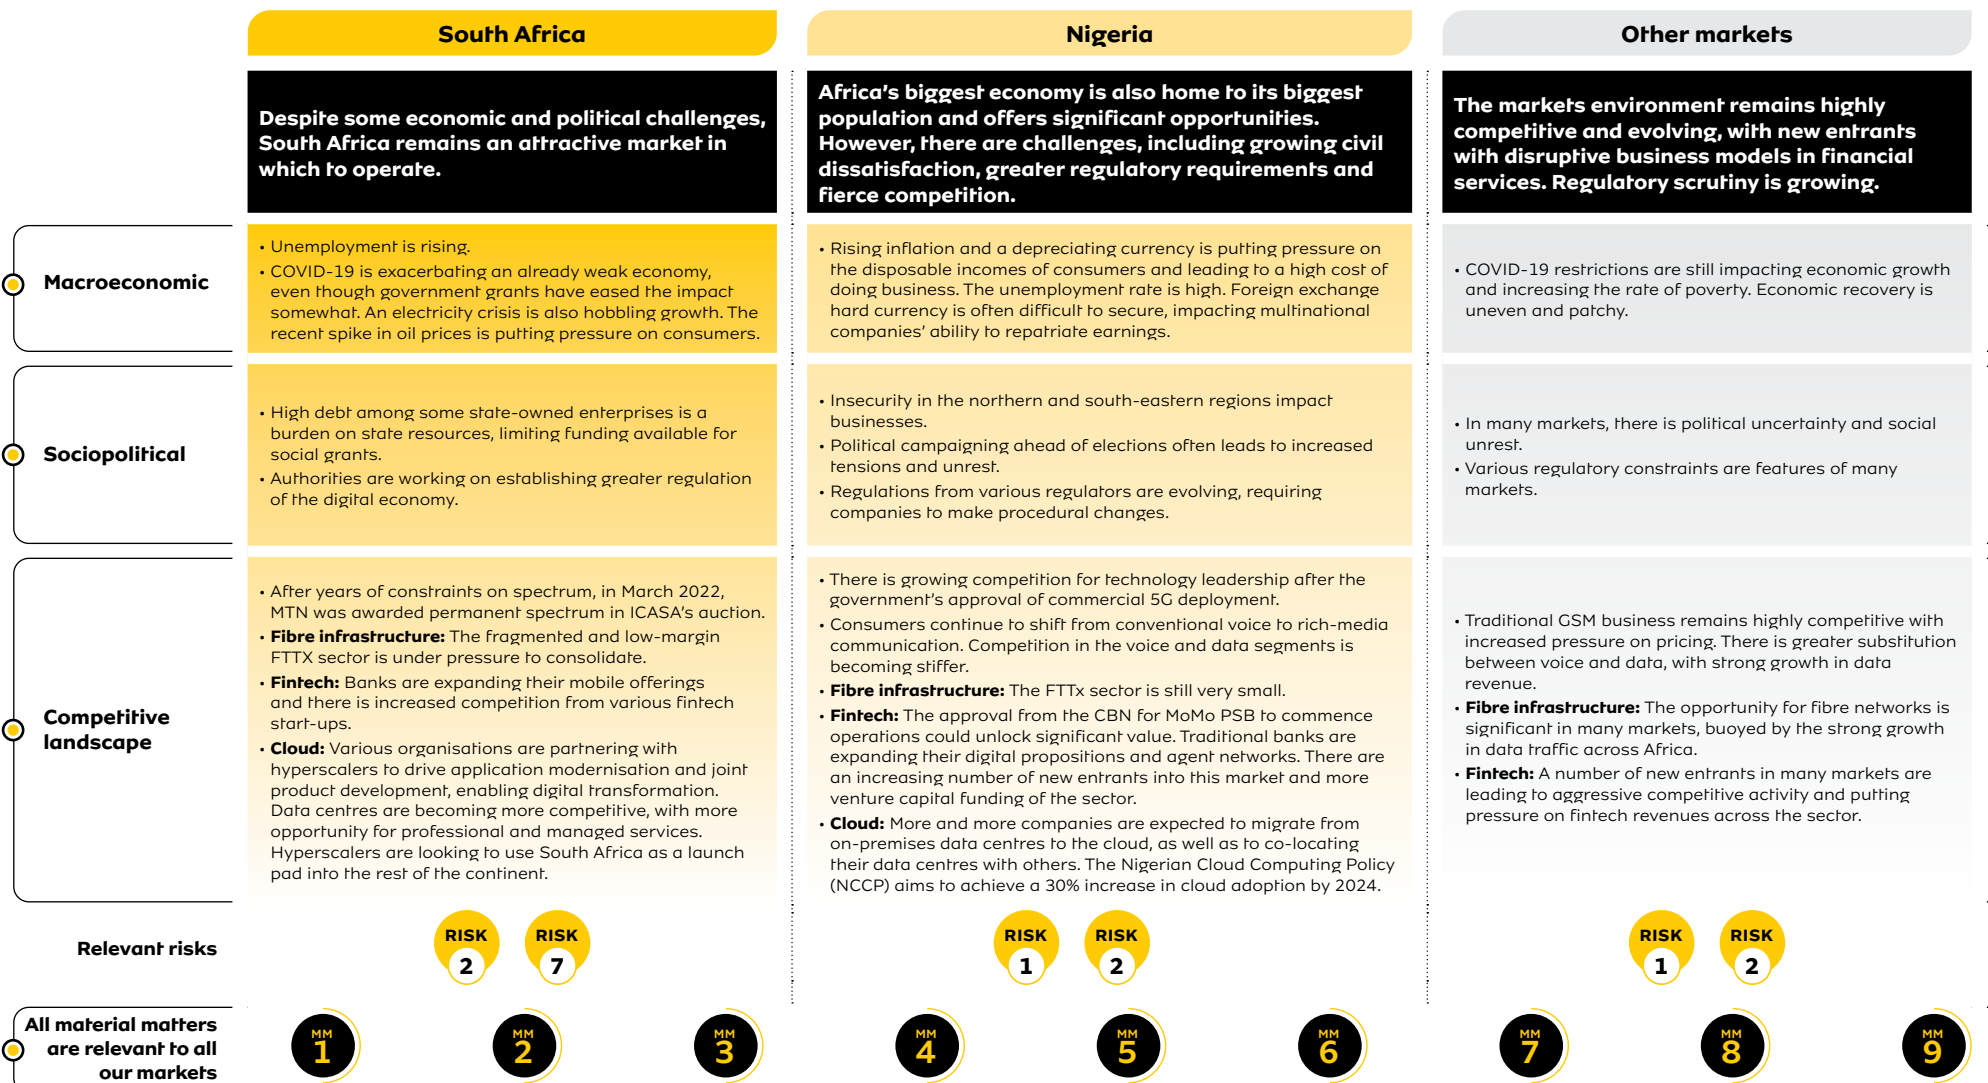 South Africa
Nigeria
Other markets
Despite some economic and political challenges,
South Africa remains an attractive market in
which to operate.
Africa's biggest economy is also home to its biggest
population and offers significant opportunities.
However, there are challenges, including growing civil
dissatisfaction, greater regulatory requirements and
fierce competition.
The markets environment remains highly
competitive and evolving, with new entrants
with disruptive business models in financial
services. Regulatory scrutiny is growing.
Macroeconomic
• Unemployment is rising.
• COVID-19 is exacerbating an already weak economy,
even though government grants have eased the impact
somewhat. An electricity crisis is also hobbling growth. The
recent spike in oil prices is putting pressure on consumers.
• Rising inflation and a depreciating currency is putting pressure on
the disposable incomes of consumers and leading to a high cost of
doing business. The unemployment rate is high. Foreign exchange
hard currency is often difficult to secure, impacting multinational
companies' ability to repatriate earnings.
• COVID-19 restrictions are still impacting economic growth
and increasing the rate of poverty. Economic recovery is
uneven and patchy.
Sociopolitical
• High debt among some state-owned enterprises is a
burden on state resources, limiting funding available for
social grants.
• Authorities are working on establishing greater regulation
of the digital economy.
• Insecurity in the northern and south-eastern regions impact
businesses.
• Political campaigning ahead of elections often leads to increased
tensions and unrest.
• Regulations from various regulators are evolving, requiring
companies to make procedural changes.
• In many markets, there is political uncertainty and social
unrest.
• Various regulatory constraints are features of many
markets.
Competitive
landscape
• After years of constraints on spectrum, in March 2022,
MTN was awarded permanent spectrum in ICASA's auction.
• Fibre infrastructure: The fragmented and low-margin
FTTX sector is under pressure to consolidate.
• Fintech: Banks are expanding their mobile offerings
and there is increased competition from various fintech
start-ups.
• Cloud: Various organisations are partnering with
hyperscalers to drive application modernisation and joint
product development, enabling digital transformation.
Data centres are becoming more competitive, with more
opportunity for professional and managed services.
Hyperscalers are looking to use South Africa as a launch
pad into the rest of the continent.
• There is growing competition for technology leadership after the
government's approval of commercial 5G deployment.
• Consumers continue to shift from conventional voice to rich-media
communication. Competition in the voice and data segments is
becoming stiffer.
• Fibre infrastructure: The FTTx sector is still very small.
• Fintech: The approval from the CBN for MoMo PSB to commence
operations could unlock significant value. Traditional banks are
expanding their digital propositions and agent networks. There are
an increasing number of new entrants into this market and more
venture capital funding of the sector.
• Cloud: More and more companies are expected to migrate from
on-premises data centres to the cloud, as well as to co-locating
their data centres with others. The Nigerian Cloud Computing Policy
(NCCP) aims to achieve a 30% increase in cloud adoption by 2024.
• Traditional GSM business remains highly competitive with
increased pressure on pricing. There is greater substitution
between voice and data, with strong growth in data
revenue.
• Fibre infrastructure: The opportunity for fibre networks is
significant in many markets, buoyed by the strong growth
in data traffic across Africa.
• Fintech: A number of new entrants in many markets are
leading to aggressive competitive activity and putting
pressure on fintech revenues across the sector.
Relevant risks
RISK
2
RISK
7
RISK
1
RISK
2
RISK
1
RISK
2
All material matters
are relevant to all
our markets
MM
1
MM
2
MM
3
MM
4
MM
5
MM
6
MM
7
MM
8
MM
9